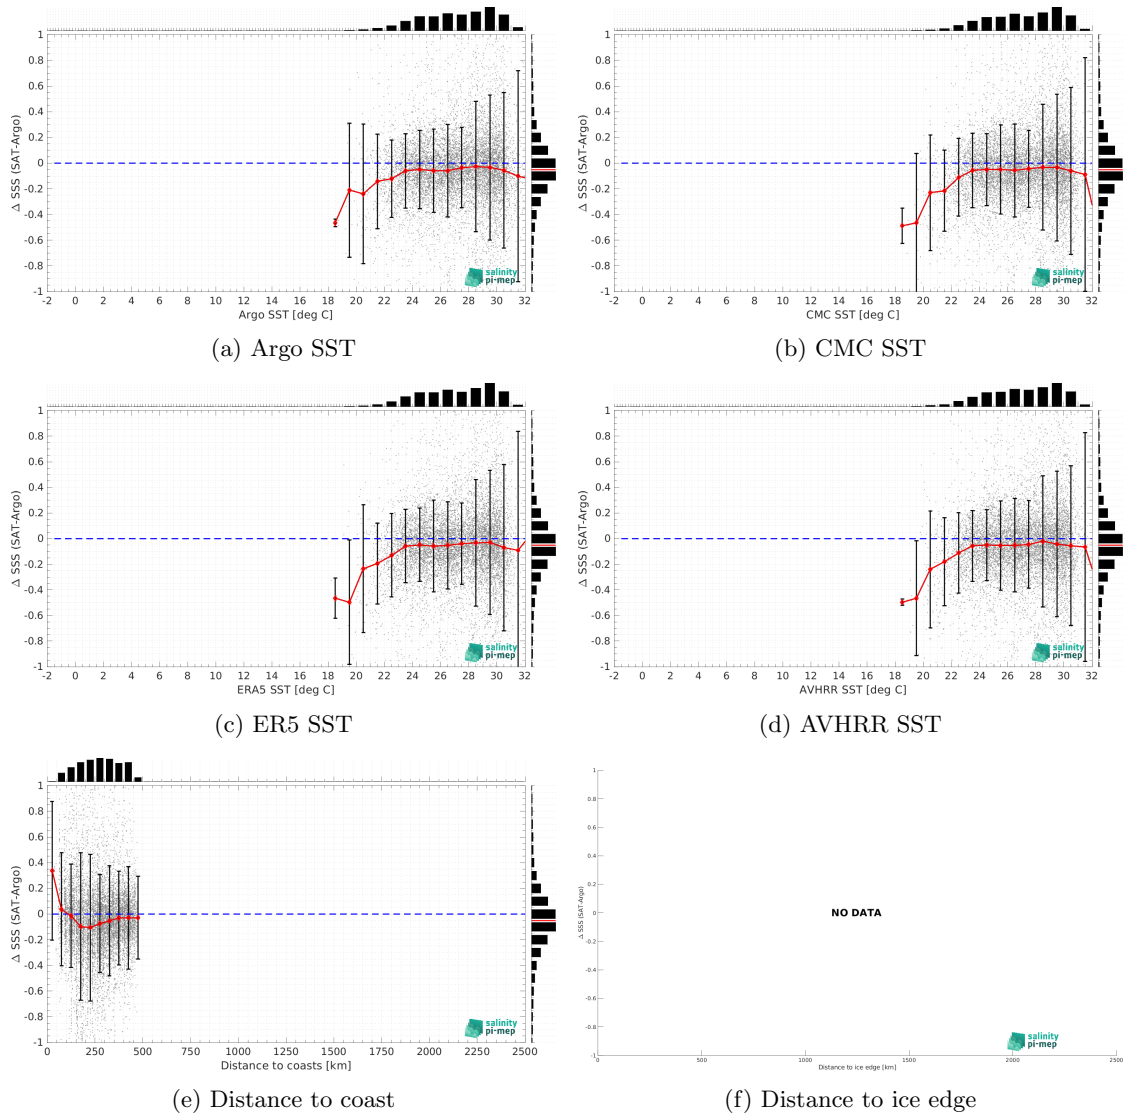 1
0.8
0.6
0.4
0.2
0
-0.2
-0.4
-0.6
-0.8
-1
Δ SSS (SAT-Argo)
-2 0 2 4 6 8 10 12 14 16 18 20 22 24 26 28 30 32
Argo SST [deg C]
salinity
pi-mep
(a) Argo SST
1
0.8
0.6
0.4
0.2
0
-0.2
-0.4
-0.6
-0.8
-1
Δ SSS (SAT-Argo)
-2 0 2 4 6 8 10 12 14 16 18 20 22 24 26 28 30 32
CMC SST [deg C]
salinity
pi-mep
(b) CMC SST
1
0.8
0.6
0.4
0.2
0
-0.2
-0.4
-0.6
-0.8
-1
Δ SSS (SAT-Argo)
-2 0 2 4 6 8 10 12 14 16 18 20 22 24 26 28 30 32
ERA5 SST [deg C]
salinity
pi-mep
(c) ER5 SST
1
0.8
0.6
0.4
0.2
0
-0.2
-0.4
-0.6
-0.8
-1
Δ SSS (SAT-Argo)
-2 0 2 4 6 8 10 12 14 16 18 20 22 24 26 28 30 32
AVHRR SST [deg C]
salinity
pi-mep
(d) AVHRR SST
1
0.8
0.6
0.4
0.2
0
-0.2
-0.4
-0.6
-0.8
-1
Δ SSS (SAT-Argo)
0 250 500 750 1000 1250 1500 1750 2000 2250 2500
Distance to coasts [km]
salinity
pi-mep
(e) Distance to coast
1
0.8
0.6
0.4
0.2
0
-0.2
-0.4
-0.6
-0.8
-1
Δ SSS (SAT-Argo)
NO DATA
0 500 1000 1500 2000 2500
Distance to ice edge [km]
salinity
pi-mep
(f) Distance to ice edge